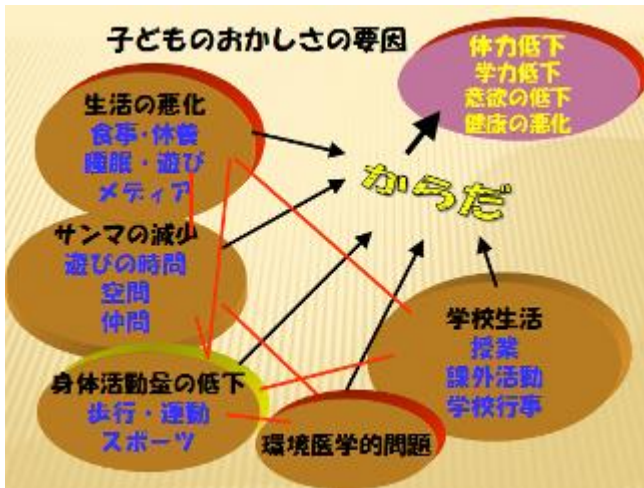 子どものおかしさの要因
体力低下
学力低下
意欲の低下
健康の悪化
生活の悪化
食事・休養
睡眠・遊び
メディア
からだ
サンマの減少
遊びの時間
空間
仲間
学校生活
授業
課外活動
学校行事
身体活動量の低下
歩行・運動
スポーツ
環境医学的問題